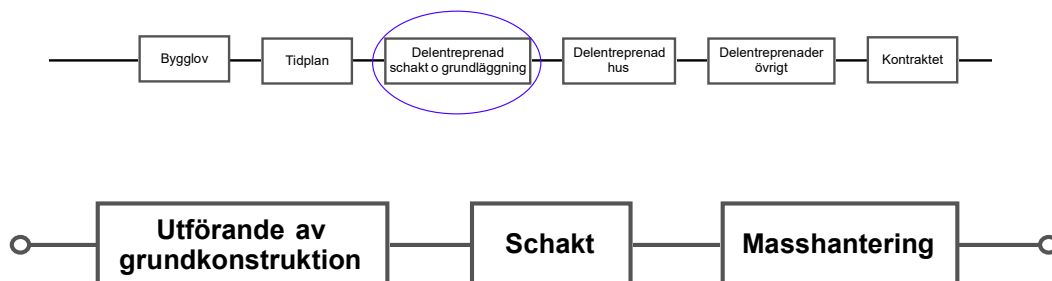 Bygglov
Tidplan
Delentreprenad
schakt o grundläggning
Delentreprenad
hus
Delentreprenader
övrigt
Kontraktet
Utförande av
grundkonstruktion
Schakt
Masshantering